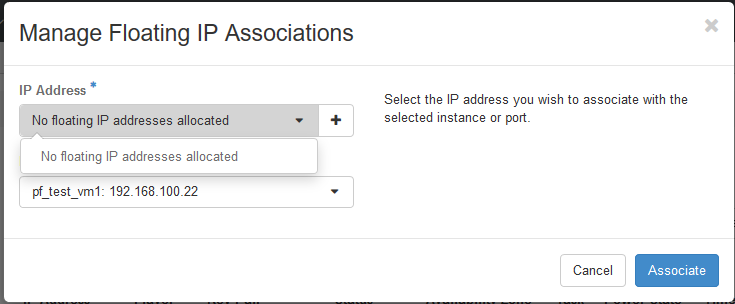 Manage Floating IP Associations
×
IP Address *
No floating IP addresses allocated
+
No floating IP addresses allocated
pf_test_vm1: 192.168.100.22
Select the IP address you wish to associate with the
selected instance or port.
Cancel
Associate